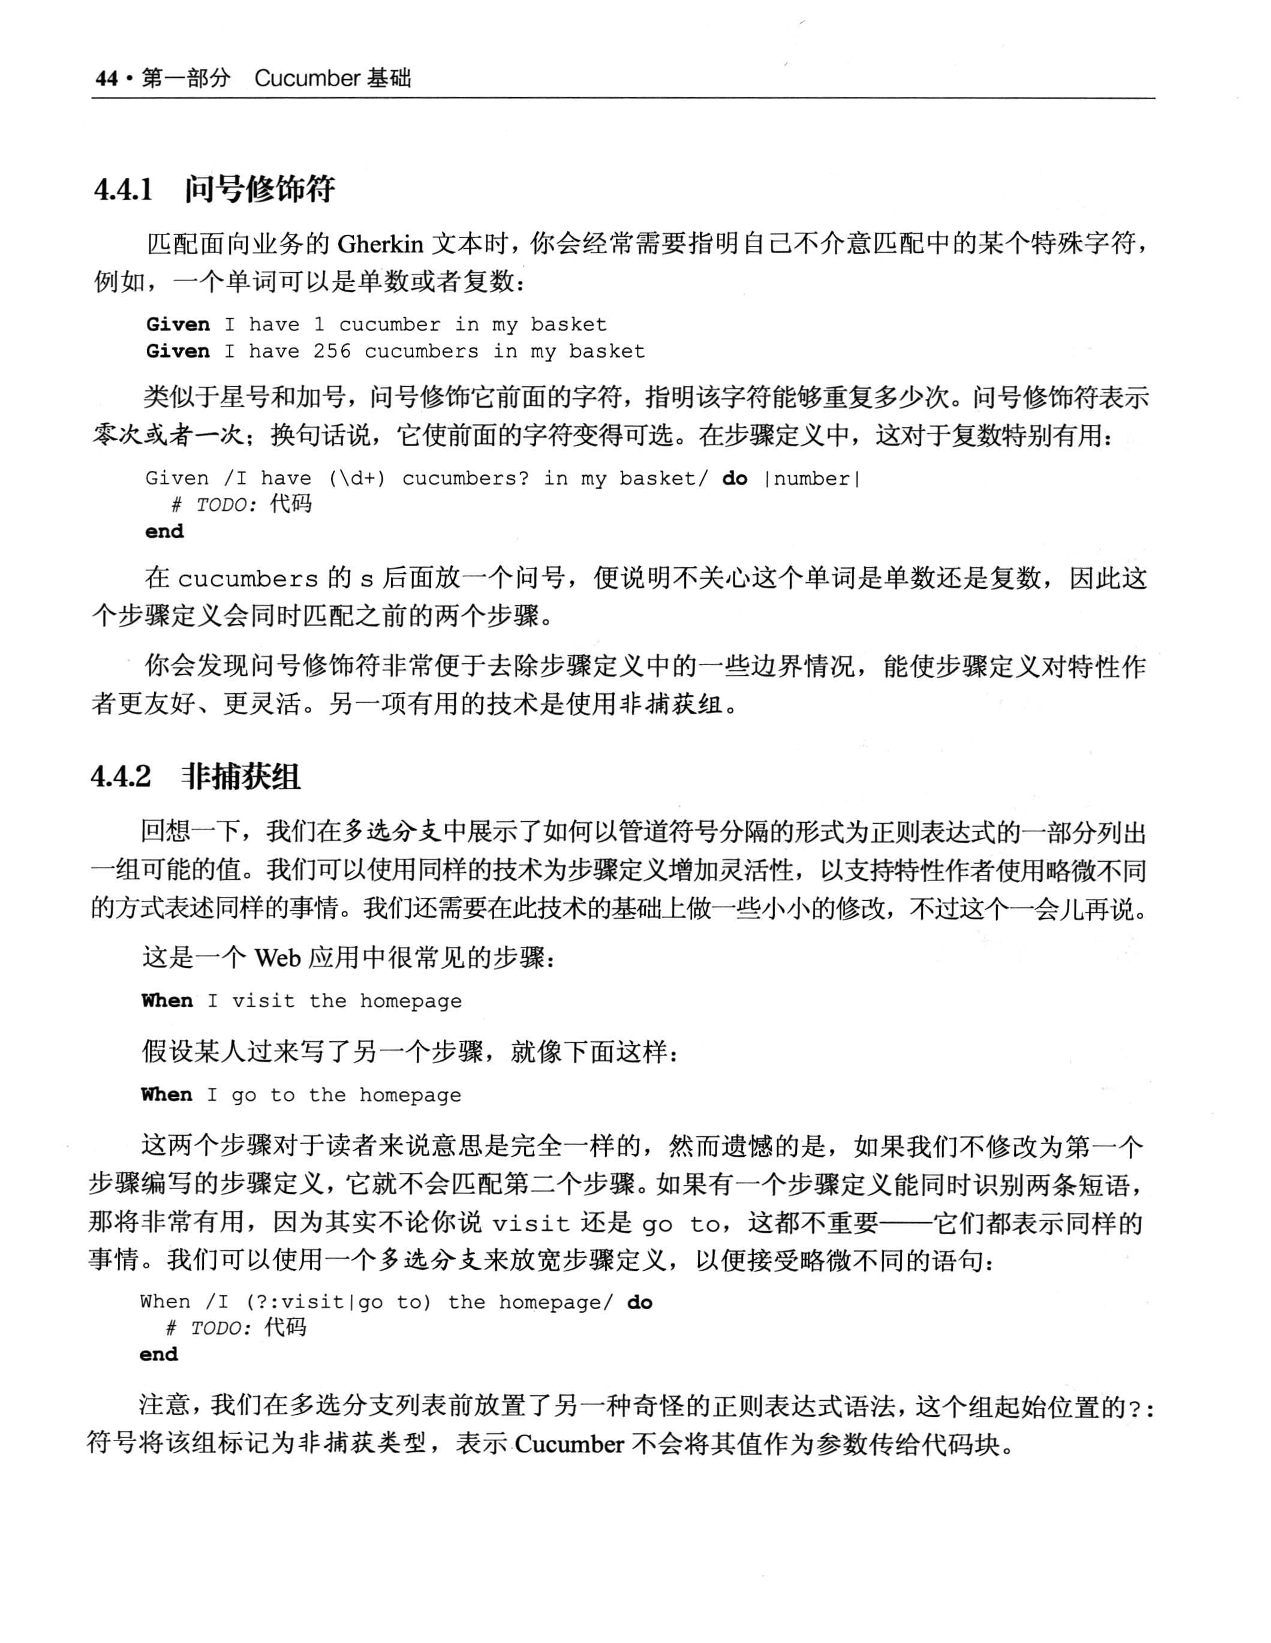 44 · 第一部分 Cucumber 基础
4.4.1 问号修饰符
匹配面向业务的 Gherkin 文本时，你会经常需要指明自己不介意匹配中的某个特殊字符，
例如，一个单词可以是单数或者复数：
Given I have 1 cucumber in my basket
Given I have 256 cucumbers in my basket
类似于星号和加号，问号修饰它前面的字符，指明该字符能够重复多少次。问号修饰符表示
零次或者一次；换句话说，它使前面的字符变得可选。在步骤定义中，这对于复数特别有用：
Given /I have (\d+) cucumbers? in my basket/ do |number|
# TODO: 代码
end
在 cucumbers 的 s 后面放一个问号，便说明不关心这个单词是单数还是复数，因此这
个步骤定义会同时匹配之前的两个步骤。
你会发现问号修饰符非常便于去除步骤定义中的一些边界情况，能使步骤定义对特性作
者更友好、更灵活。另一项有用的技术是使用非捕获组。
4.4.2 非捕获组
回想一下，我们在多选分支中展示了如何以管道符号分隔的形式为正则表达式的一部分列出
一组可能的值。我们可以使用同样的技术为步骤定义增加灵活性，以支持特性作者使用略微不同
的方式表述同样的事情。我们还需要在此技术的基础上做一些小小的修改，不过这个一会儿再说。
这是一个 Web 应用中很常见的步骤：
When I visit the homepage
假设某人过来写了另一个步骤，就像下面这样：
When I go to the homepage
这两个步骤对于读者来说意思是完全一样的，然而遗憾的是，如果我们不修改为第一个
步骤编写的步骤定义，它就不会匹配第二个步骤。如果有一个步骤定义能同时识别两条短语，
那将非常有用，因为其实不论你说 visit 还是 go to，这都不重要——它们都表示同样的
事情。我们可以使用一个多选分支来放宽步骤定义，以便接受略微不同的语句：
When /I (?:visit|go to) the homepage/ do
# TODO: 代码
end
注意，我们在多选分支列表前放置了另一种奇怪的正则表达式语法，这个组起始位置的?:
符号将该组标记为非捕获类型，表示 Cucumber 不会将其值作为参数传给代码块。